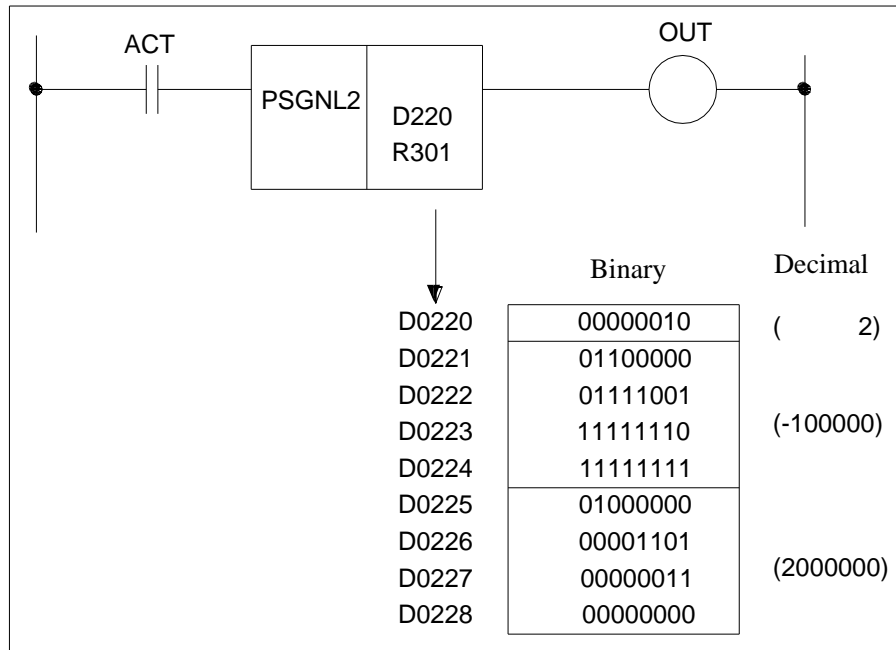 ACT
OUT
PSGNL2
D220
R301
Binary
Decimal
D0220 00000010 ( 2)
D0221 01100000
D0222 01111001
D0223 11111110 (-100000)
D0224 11111111
D0225 01000000
D0226 00001101
D0227 00000011 (2000000)
D0228 00000000